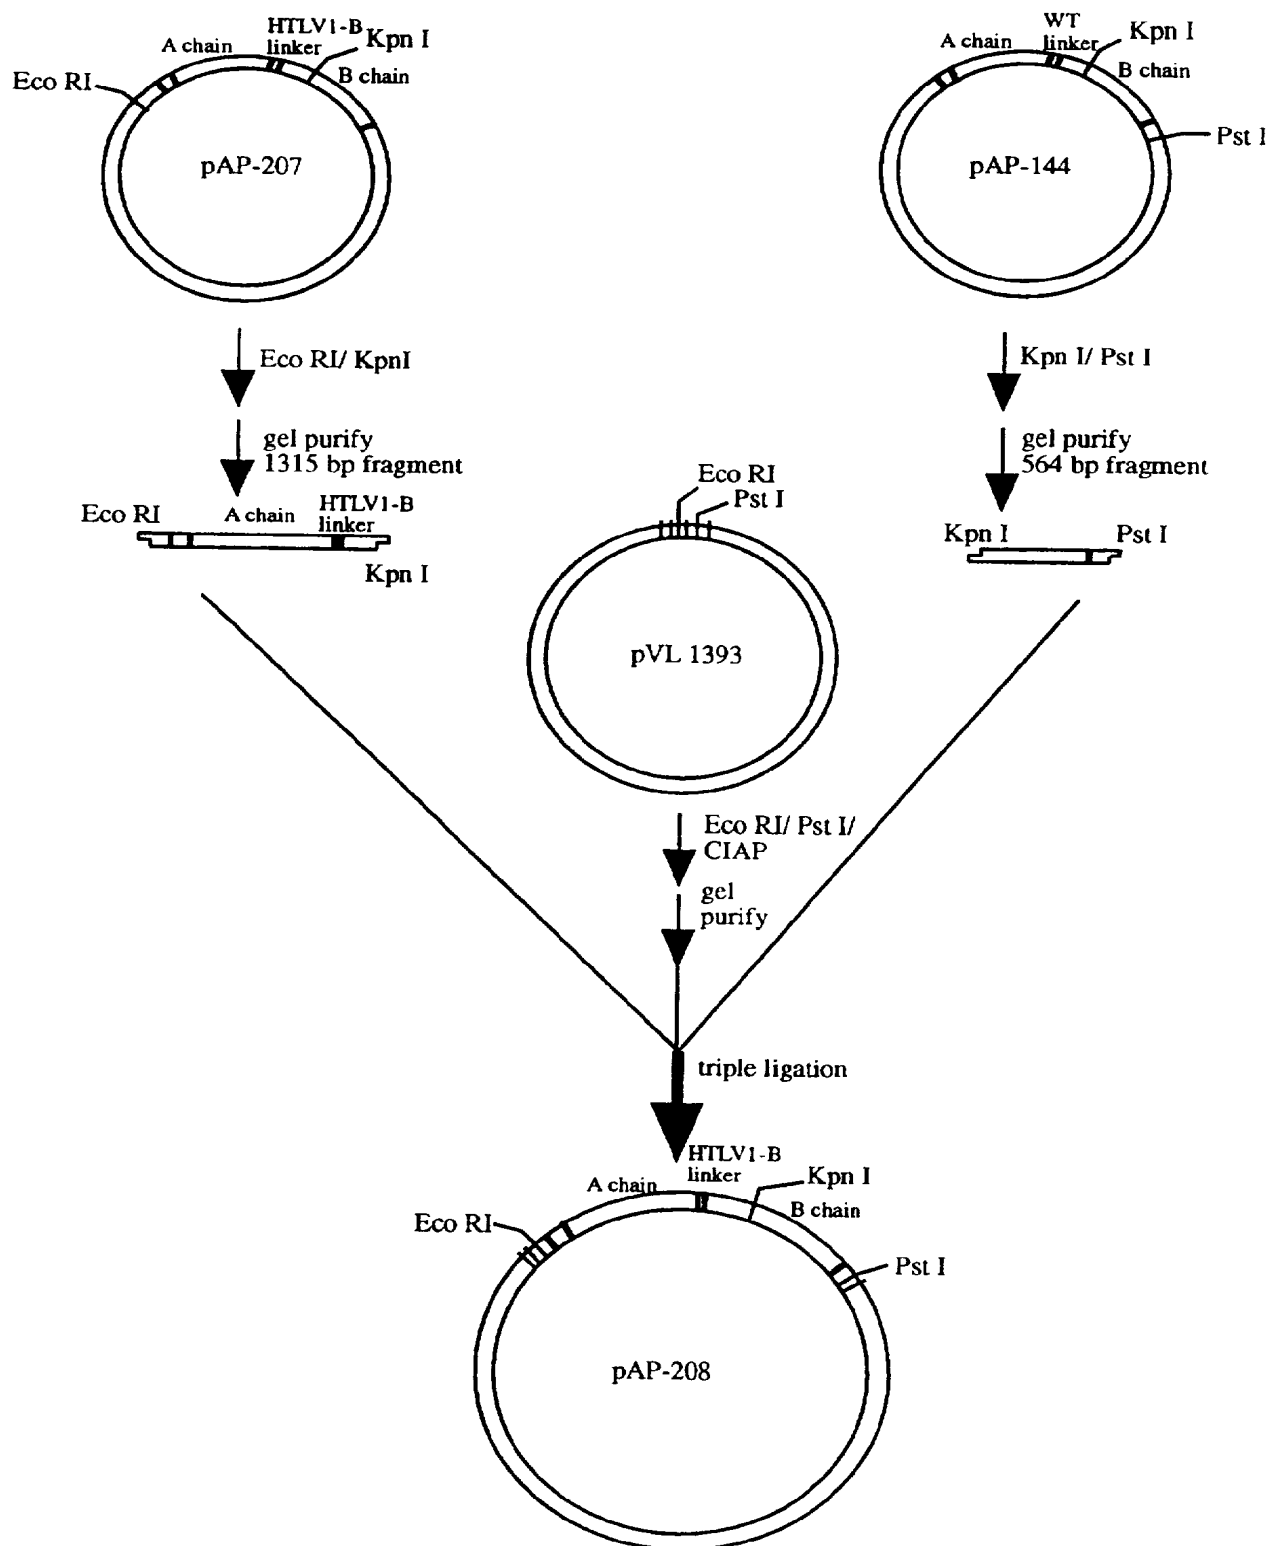 HTLV1-B
linker
A chain
Kpn I
B chain
Eco RI
pAP-207
WT
linker
A chain
Kpn I
B chain
Pst I
pAP-144
Eco RI/ KpnI
gel purify
1315 bp fragment
Kpn I/ Pst I
gel purify
564 bp fragment
Eco RI
A chain
HTLV1-B
linker
Kpn I
Eco RI
Pst I
Kpn I
Pst I
pVL 1393
Eco RI/ Pst I/
CIAP
gel
purify
triple ligation
HTLV1-B
linker
A chain
Kpn I
B chain
Eco RI
Pst I
pAP-208